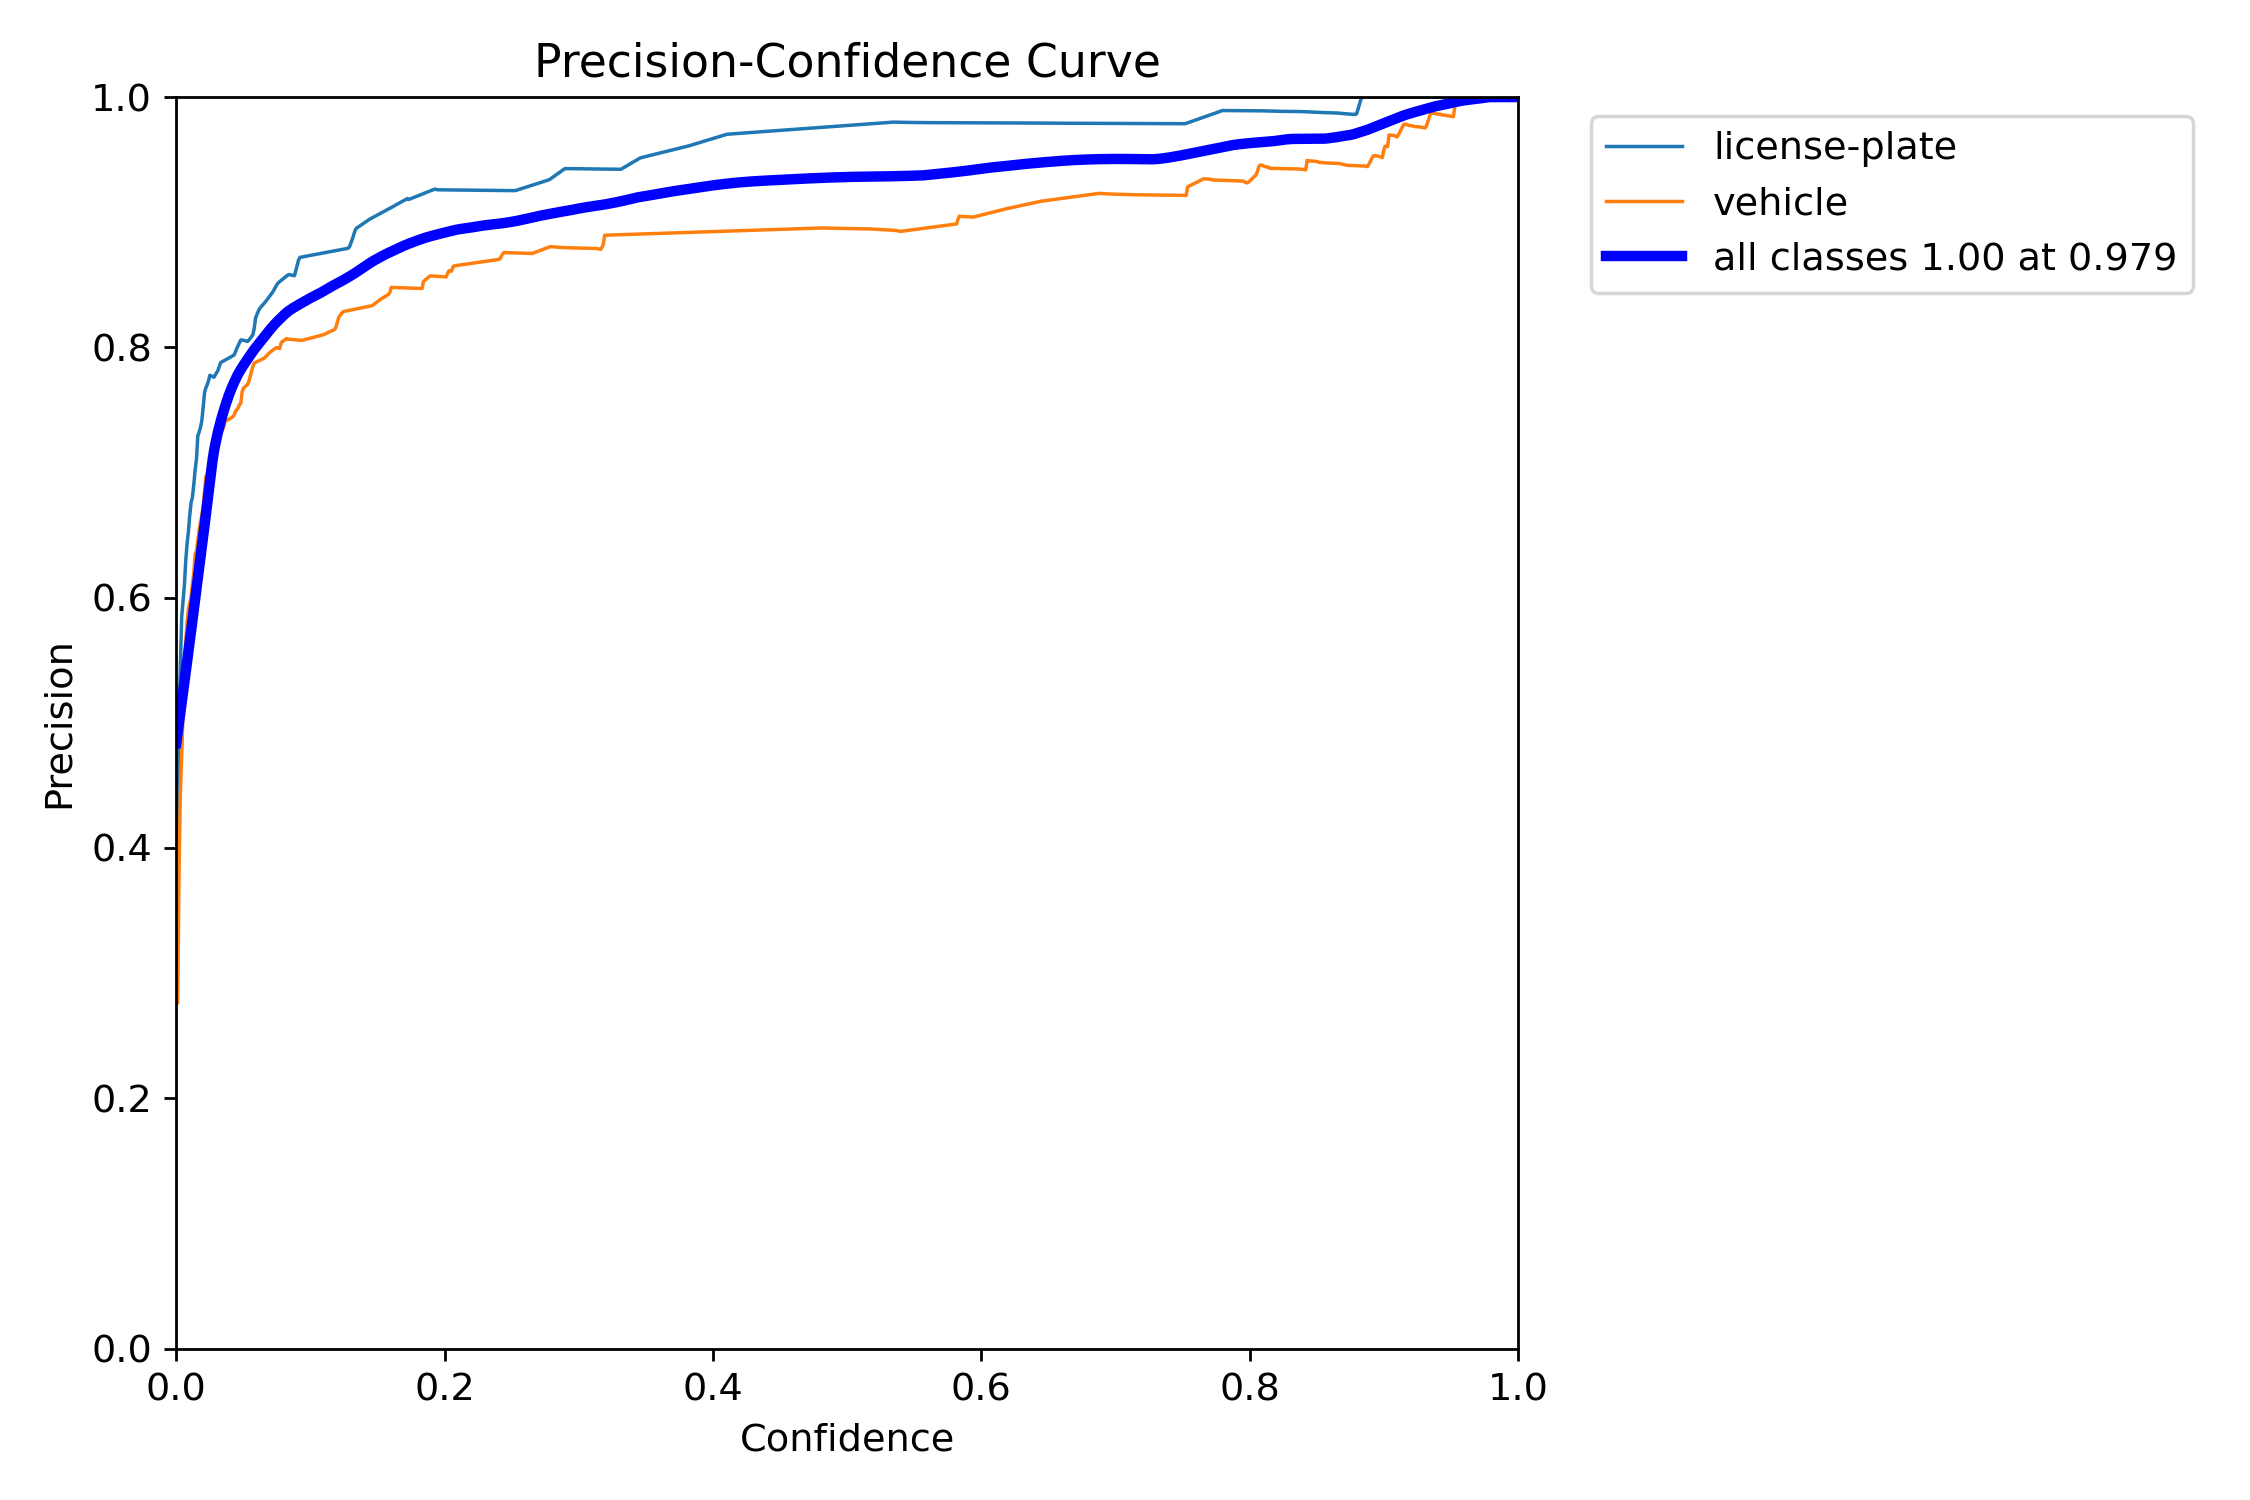 Precision-Confidence Curve
1.0
0.8
0.6
0.4
0.2
0.0
Precision
0.0 0.2 0.4 0.6 0.8 1.0
Confidence
license-plate
vehicle
all classes 1.00 at 0.979